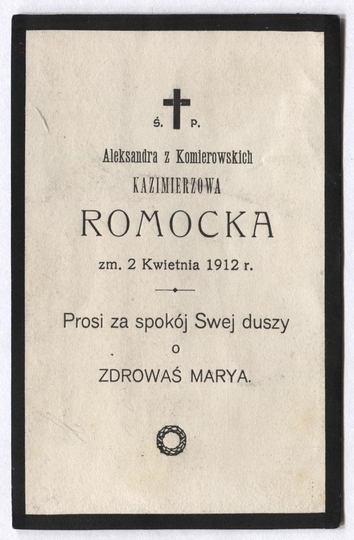 Ś. P.
Aleksandra z Komierowskich
KAZIMIERZOWA
ROMOCKA
zm. 2 Kwietnia 1912 r.
Prosi za spokój Swej duszy
o
ZDROWAŚ MARYA.